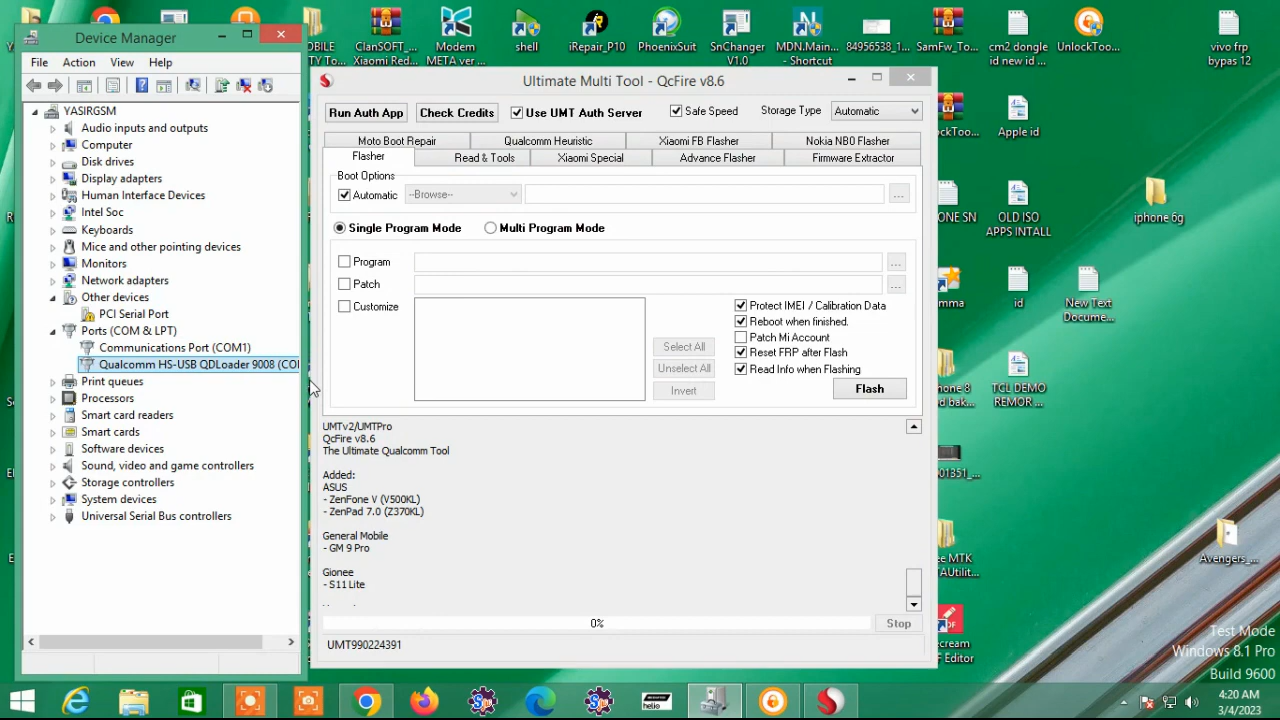 Device Manager
File Action View Help
YASIRGSM
Audio inputs and outputs
Computer
Disk drives
Display adapters
Human Interface Devices
Intel Soc
Keyboards
Mice and other pointing devices
Monitors
Network adapters
Other devices
PCI Serial Port
Ports (COM & LPT)
Communications Port (COM1)
Qualcomm HS-USB QDLoader 9008 (CO
Print queues
Processors
Smart card readers
Smart cards
Software devices
Sound, video and game controllers
Storage controllers
System devices
Universal Serial Bus controllers
ClanSOFT_...
Xiaomi Red...
Modem
META ver ...
shell
iRepair_P10
PhoenixSuit
SnChanger
V1.0
MDN.Main...
- Shortcut
84956538_1...
SamFw_To...
cm2 dongle
id new id ...
UnlockToo...
vivo frp
bypas 12
Ultimate Multi Tool - QcFire v8.6
Run Auth App
Check Credits
Use UMT Auth Server
Safe Speed
Storage Type
Automatic
Moto Boot Repair
Qualcomm Heuristic
Xiaomi FB Flasher
Nokia NB0 Flasher
Flasher
Read & Tools
Xiaomi Special
Advance Flasher
Firmware Extractor
Boot Options
Automatic
--Browse--
...
Single Program Mode
Multi Program Mode
Program
...
Patch
...
Customize
Select All
Unselect All
Invert
Protect IMEI / Calibration Data
Reboot when finished.
Patch Mi Account
Reset FRP after Flash
Read Info when Flashing
Flash
UMTv2/UMTPro
QcFire v8.6
The Ultimate Qualcomm Tool
Added:
ASUS
- ZenFone V (V500KL)
- ZenPad 7.0 (Z370KL)
General Mobile
- GM 9 Pro
Gionee
- S11 Lite
0%
Stop
UMT990224391
Apple id
OLD ISO
APPS INTALL
iphone 6g
id
New Text
Docume...
TCL DEMO
REMOR ...
Avengers_...
Test Mode
Windows 8.1 Pro
Build 9600
helio
4:20 AM
3/4/2023